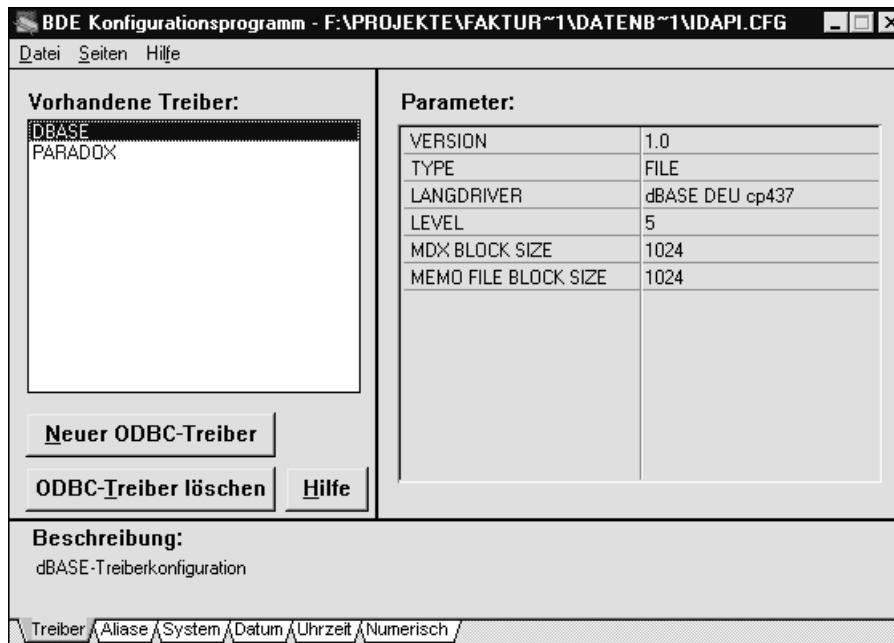 BDE Konfigurationsprogramm - F:\PROJEKTE\FAKTUR~1\DATENB~1\IDAPI.CFG
Datei Seiten Hilfe
Vorhandene Treiber:
DBASE
PARADOX
Neuer ODBC-Treiber
ODBC-Treiber löschen Hilfe
Parameter:
VERSION 1.0
TYPE FILE
LANGDRIVER dBASE DEU cp437
LEVEL 5
MDX BLOCK SIZE 1024
MEMO FILE BLOCK SIZE 1024
Beschreibung:
dBASE-Treiberkonfiguration
Treiber Aliase System Datum Uhrzeit Numerisch